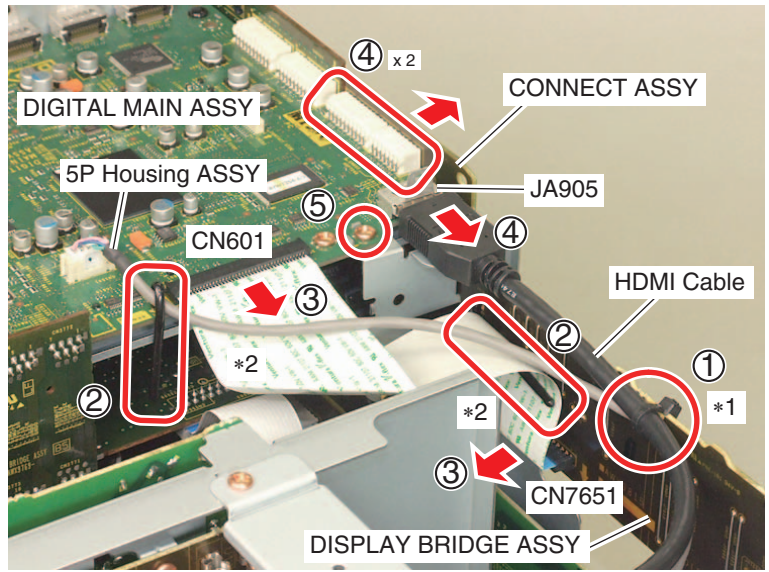 ④ x 2
CONNECT ASSY
DIGITAL MAIN ASSY
5P Housing ASSY
JA905
⑤
CN601
④
HDMI Cable
③
②
①
*2
*1
②
*2
③
CN7651
DISPLAY BRIDGE ASSY